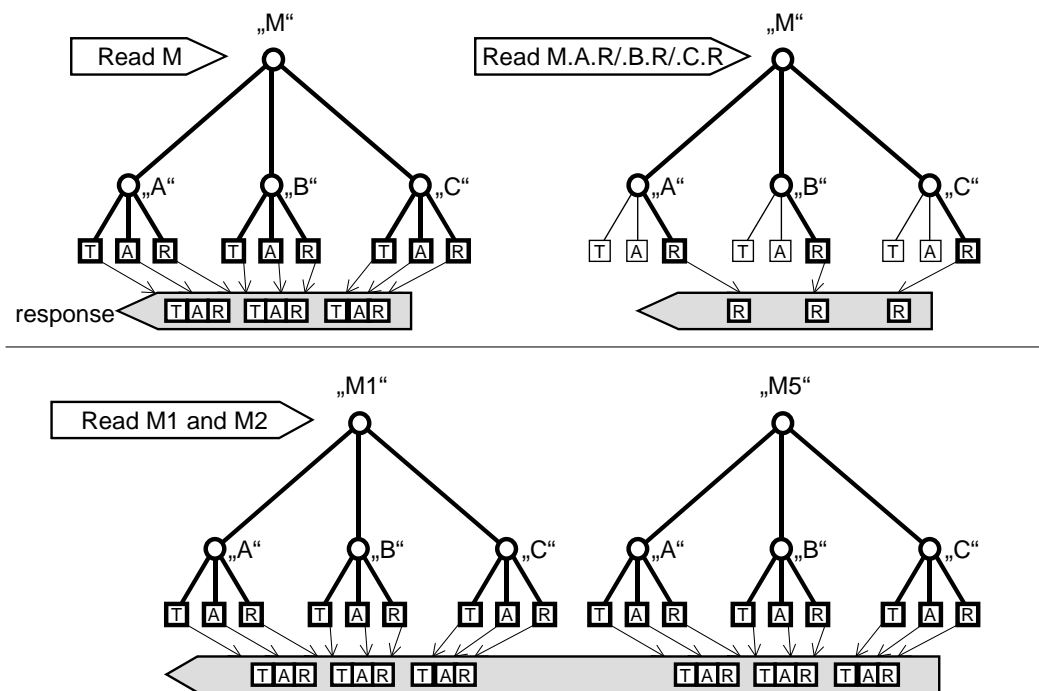 „M“ „M“
Read M Read M.A.R/.B.R/.C.R
„A“ „B“ „C“ „A“ „B“ „C“
T A R T A R T A R T A R T A R T A R
response T A R T A R T A R R R R
„M1“ „M5“
Read M1 and M2
„A“ „B“ „C“ „A“ „B“ „C“
T A R T A R T A R T A R T A R T A R
T A R T A R T A R T A R T A R T A R